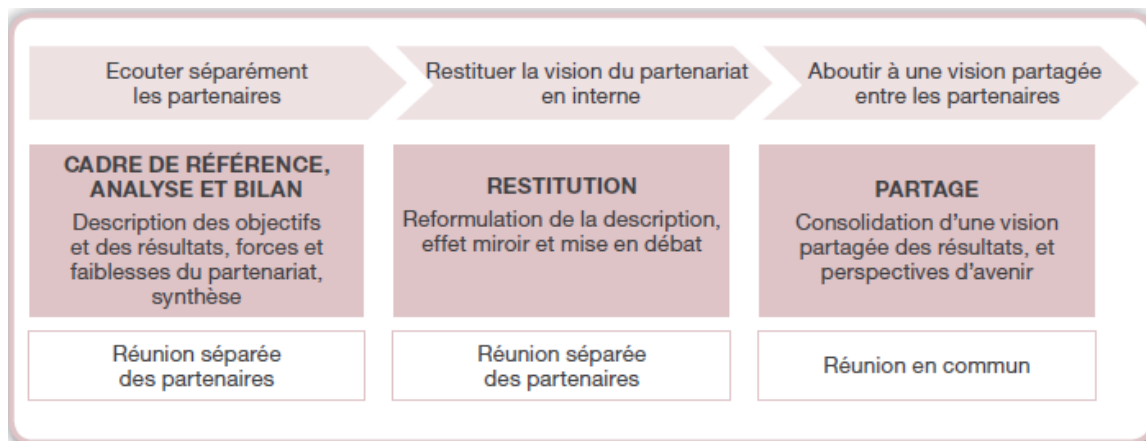 Ecouter séparément
les partenaires
Restituer la vision du partenariat
en interne
Aboutir à une vision partagée
entre les partenaires
CADRE DE RÉFÉRENCE,
ANALYSE ET BILAN
Description des objectifs
et des résultats, forces et
faiblesses du partenariat,
synthèse
RESTITUTION
Reformulation de la description,
effet miroir et mise en débat
PARTAGE
Consolidation d’une vision
partagée des résultats, et
perspectives d’avenir
Réunion séparée
des partenaires
Réunion séparée
des partenaires
Réunion en commun